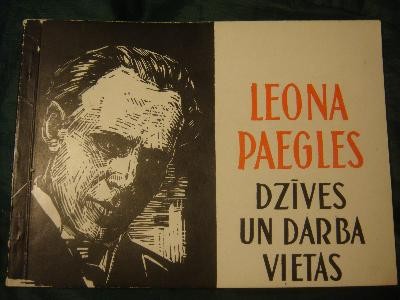 LEONA
PAEGLES
DZĪVES
UN DARBA
VIETAS